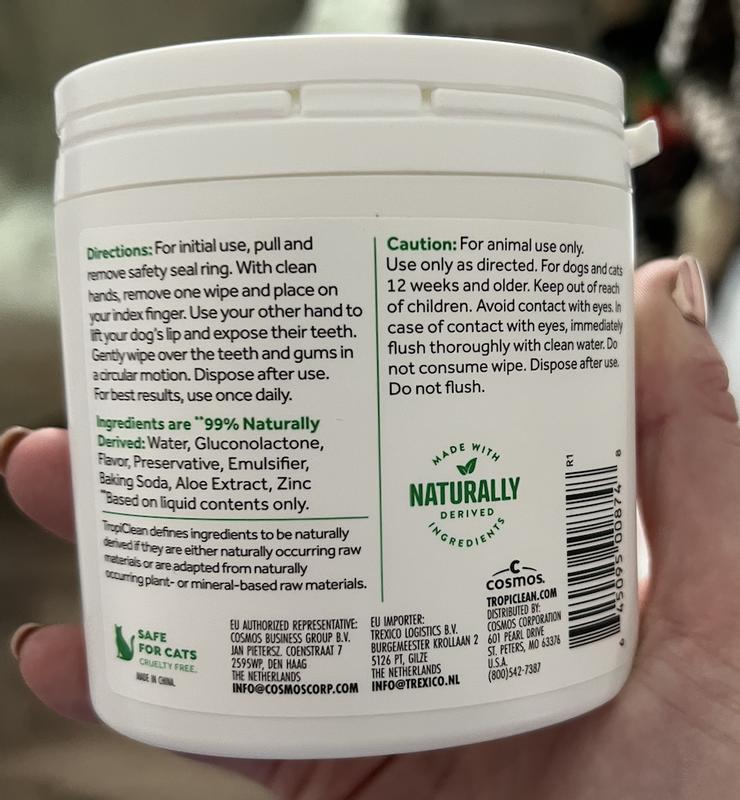 Directions: For initial use, pull and
remove safety seal ring. With clean
hands, remove one wipe and place on
your index finger. Use your other hand to
lift your dog's lip and expose their teeth.
Gently wipe over the teeth and gums in
a circular motion. Dispose after use.
For best results, use once daily.
Ingredients are **99% Naturally
Derived: Water, Gluconolactone,
Flavor, Preservative, Emulsifier,
Baking Soda, Aloe Extract, Zinc
**Based on liquid contents only.
TropiClean defines ingredients to be naturally
derived if they are either naturally occurring raw
materials or are adapted from naturally
occurring plant- or mineral-based raw materials.
Caution: For animal use only.
Use only as directed. For dogs and cats
12 weeks and older. Keep out of reach
of children. Avoid contact with eyes. In
case of contact with eyes, immediately
flush thoroughly with clean water. Do
not consume wipe. Dispose after use.
Do not flush.
MADE WITH
NATURALLY
DERIVED
INGREDIENTS
R1
6 45095 00874 8
SAFE
FOR CATS
CRUELTY FREE.
MADE IN CHINA.
EU AUTHORIZED REPRESENTATIVE:
COSMOS BUSINESS GROUP B.V.
JAN PIETERSZ. COENSTRAAT 7
2595WP, DEN HAAG
THE NETHERLANDS
INFO@COSMOSCORP.COM
EU IMPORTER:
TREXICO LOGISTICS B.V.
BURGEMEESTER KROLLAAN 2
5126 PT, GILZE
THE NETHERLANDS
INFO@TREXICO.NL
C
COSMOS.
TROPICLEAN.COM
DISTRIBUTED BY:
COSMOS CORPORATION
601 PEARL DRIVE
ST. PETERS, MO 63376
U.S.A.
(800)542-7387